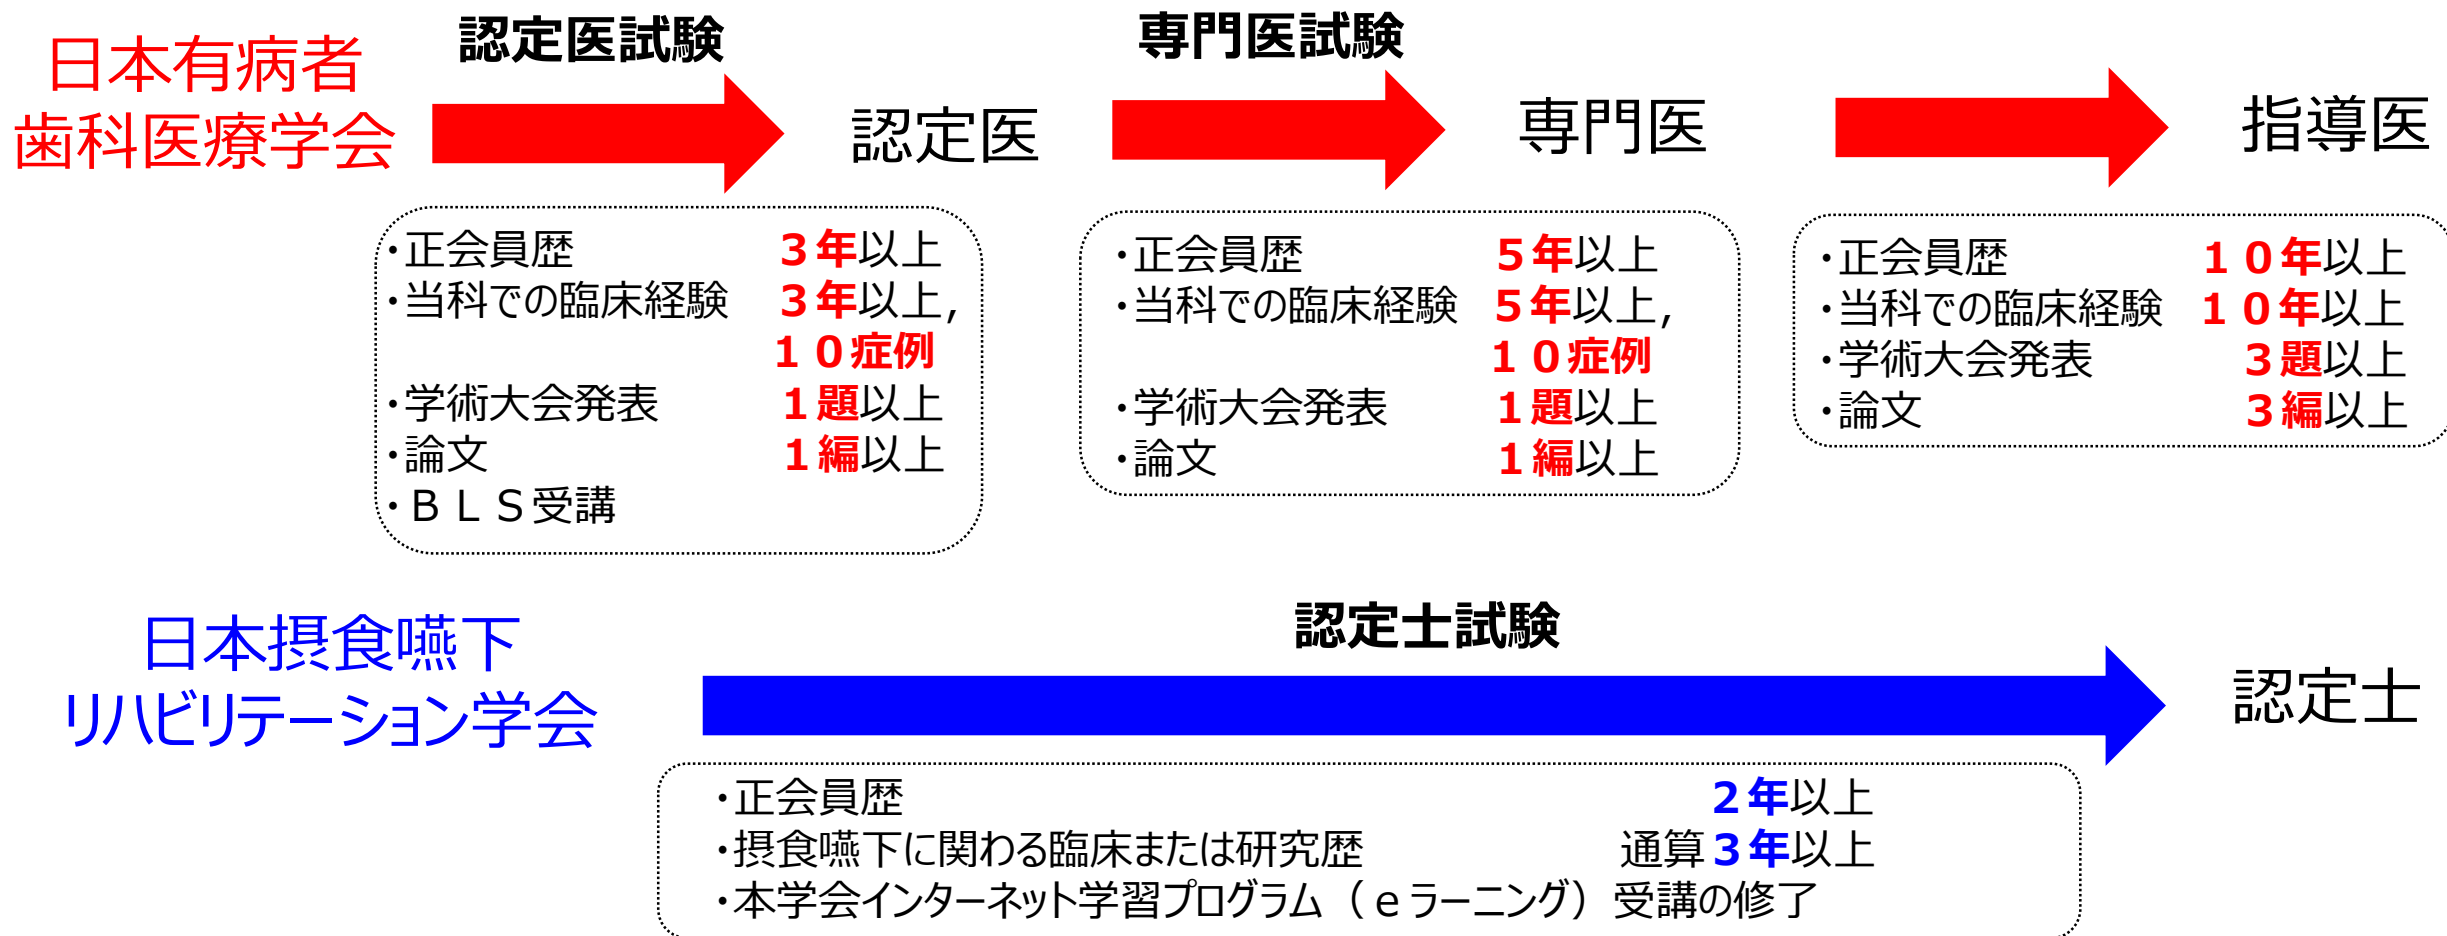 日本有病者
歯科医療学会
認定医試験
認定医
専門医試験
専門医
指導医
・正会員歴 ３年以上
・当科での臨床経験 ３年以上，
１０症例
・学術大会発表 １題以上
・論文 １編以上
・ＢＬＳ受講
・正会員歴 ５年以上
・当科での臨床経験 ５年以上，
１０症例
・学術大会発表 １題以上
・論文 １編以上
・正会員歴 １０年以上
・当科での臨床経験 １０年以上
・学術大会発表 ３題以上
・論文 ３編以上
日本摂食嚥下
リハビリテーション学会
認定士試験
認定士
・正会員歴 ２年以上
・摂食嚥下に関わる臨床または研究歴 通算３年以上
・本学会インターネット学習プログラム（ｅラーニング）受講の修了